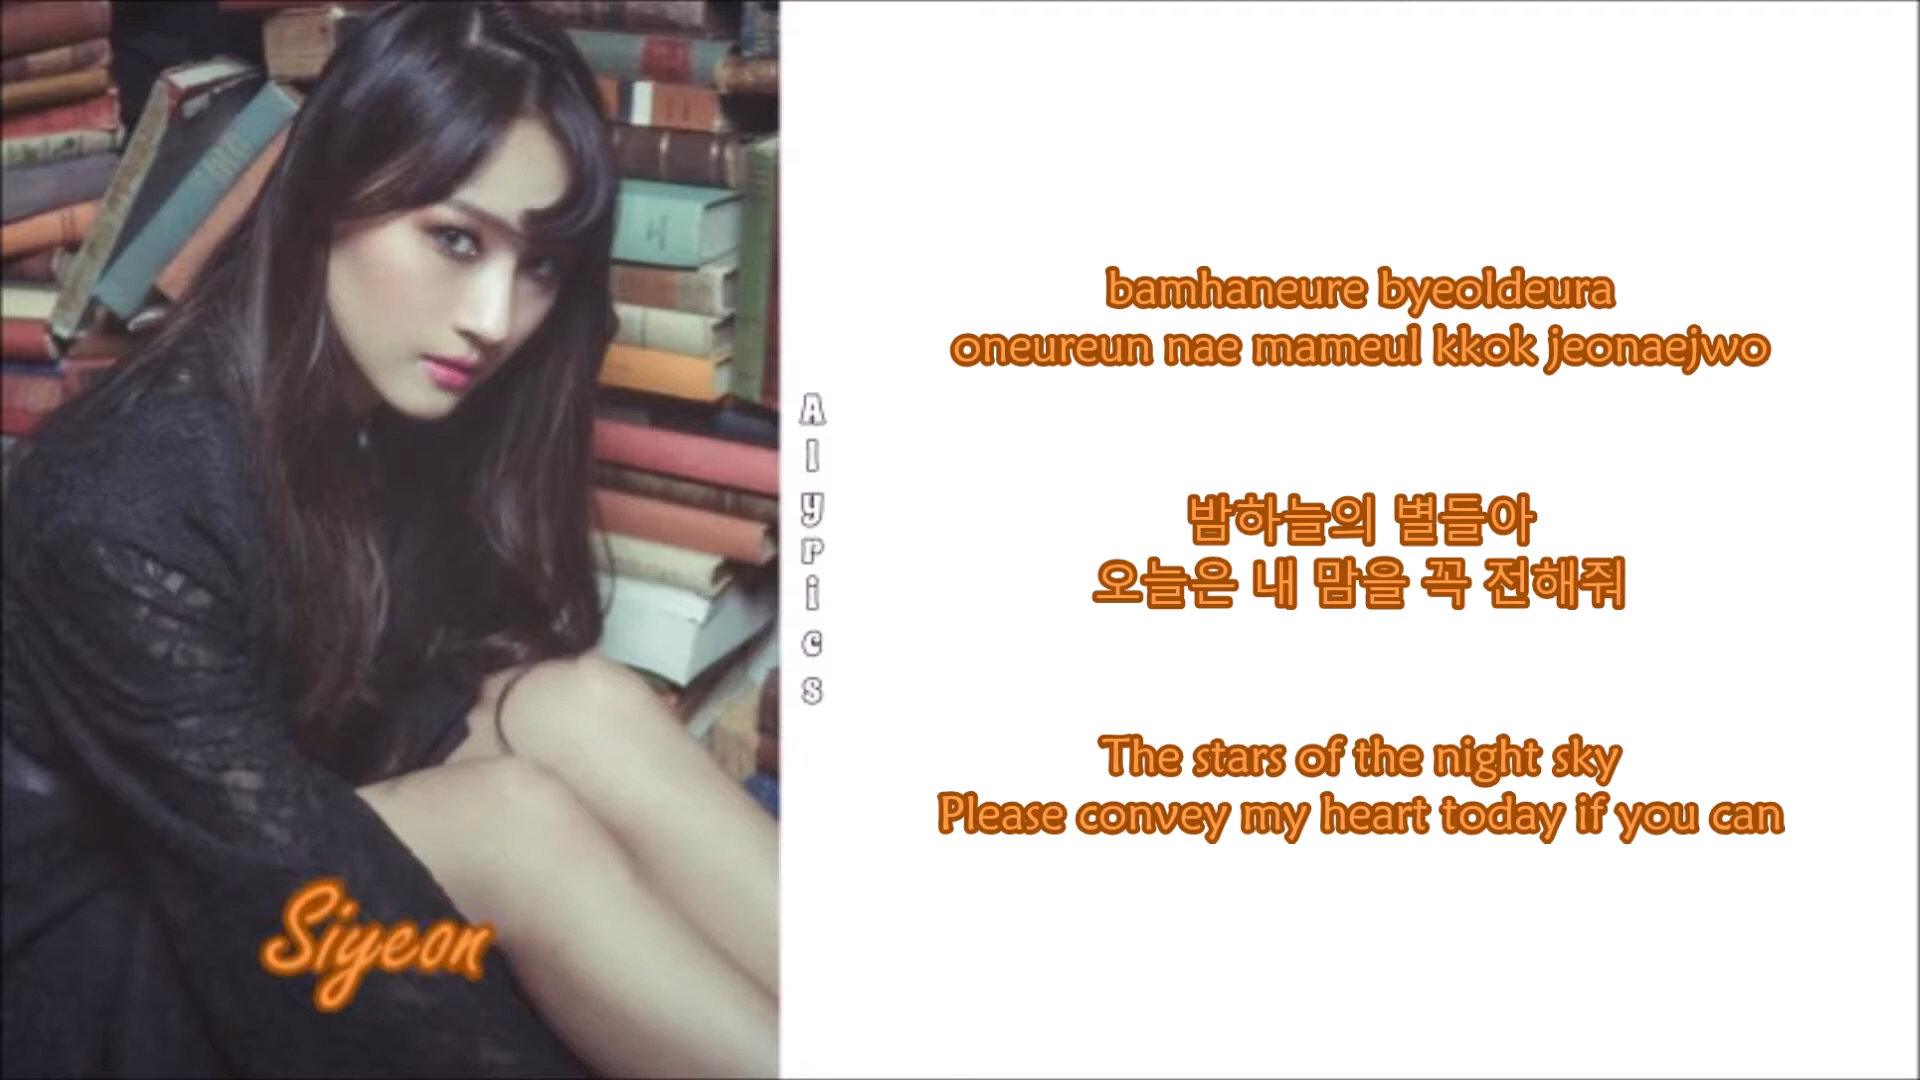 bamhaneure byeoldeura
oneureun nae mameul kkok jeonaejwo
밤하늘의 별들아
오늘은 내 맘을 꼭 전해줘
The stars of the night sky
Please convey my heart today if you can
Siyeon
AlyPics